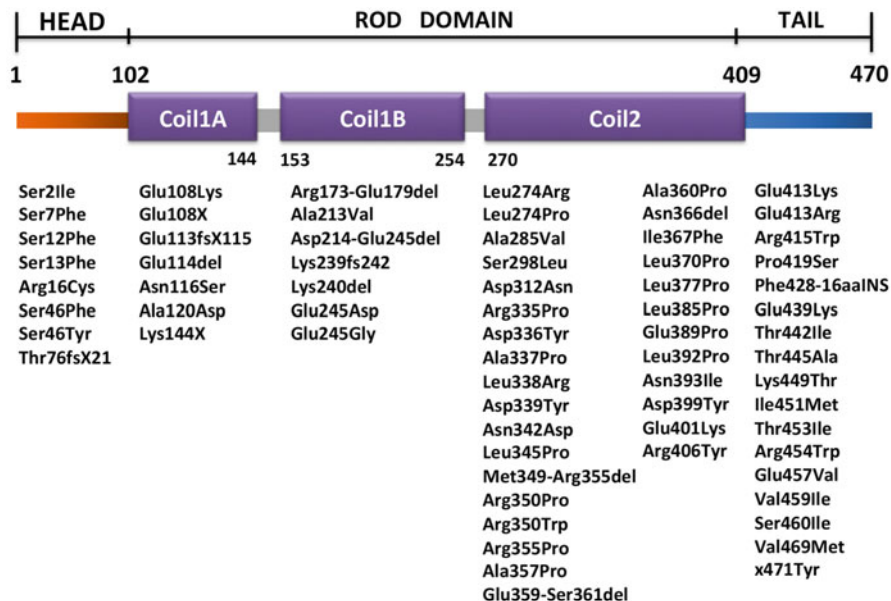 HEAD ROD DOMAIN TAIL
1 102 409 470
Coil1A Coil1B Coil2
144 153 254 270
Ser2Ile
Ser7Phe
Ser12Phe
Ser13Phe
Arg16Cys
Ser46Phe
Ser46Tyr
Thr76fsX21
Glu108Lys
Glu108X
Glu113fsX115
Glu114del
Asn116Ser
Ala120Asp
Lys144X
Arg173-Glu179del
Ala213Val
Asp214-Glu245del
Lys239fs242
Lys240del
Glu245Asp
Glu245Gly
Leu274Arg
Leu274Pro
Ala285Val
Ser298Leu
Asp312Asn
Arg335Pro
Asp336Tyr
Ala337Pro
Leu338Arg
Asp339Tyr
Asn342Asp
Leu345Pro
Met349-Arg355del
Arg350Pro
Arg350Trp
Arg355Pro
Ala357Pro
Glu359-Ser361del
Ala360Pro
Asn366del
Ile367Phe
Leu370Pro
Leu377Pro
Leu385Pro
Glu389Pro
Leu392Pro
Asn393Ile
Asp399Tyr
Glu401Lys
Arg406Tyr
Glu413Lys
Glu413Arg
Arg415Trp
Pro419Ser
Phe428-16aaINS
Glu439Lys
Thr442Ile
Thr445Ala
Lys449Thr
Ile451Met
Thr453Ile
Arg454Trp
Glu457Val
Val459Ile
Ser460Ile
Val469Met
x471Tyr